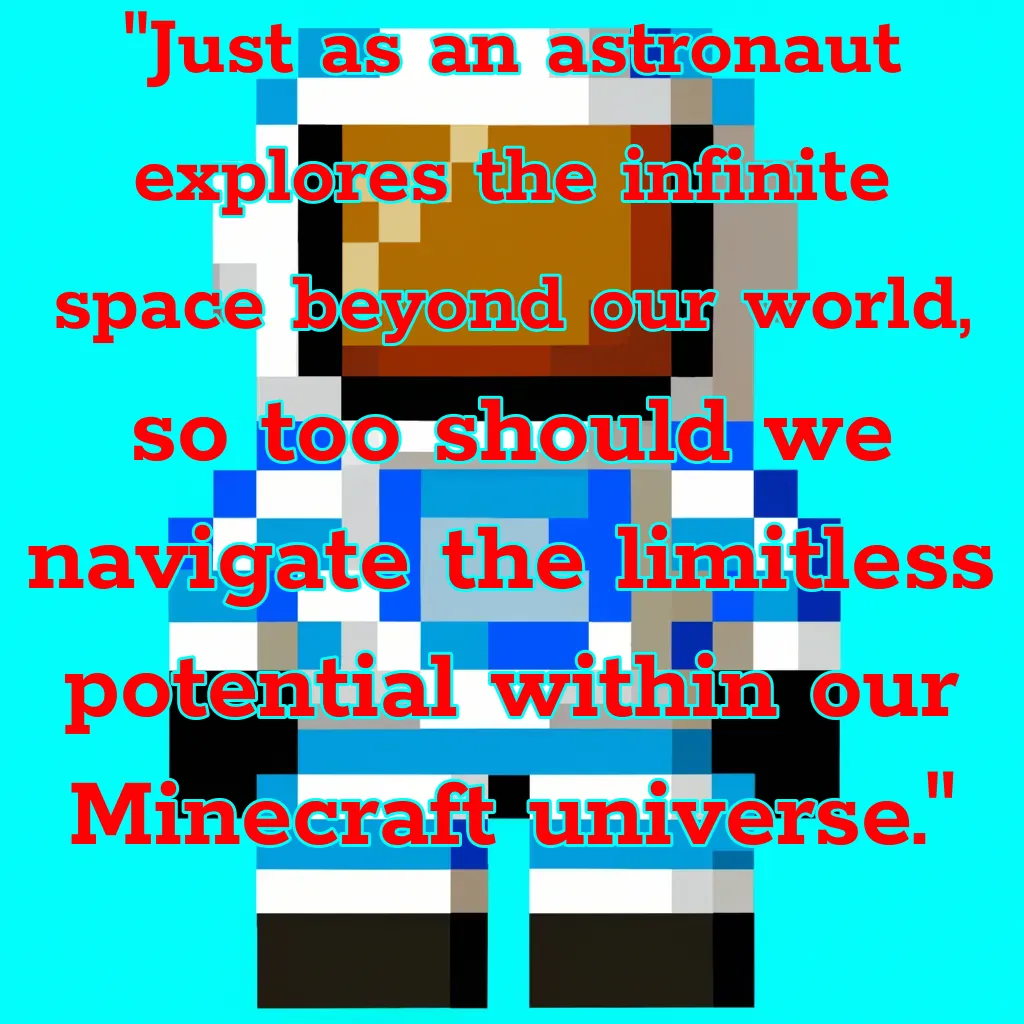 "Just as an astronaut
explores the infinite
space beyond our world,
so too should we
navigate the limitless
potential within our
Minecraft universe."